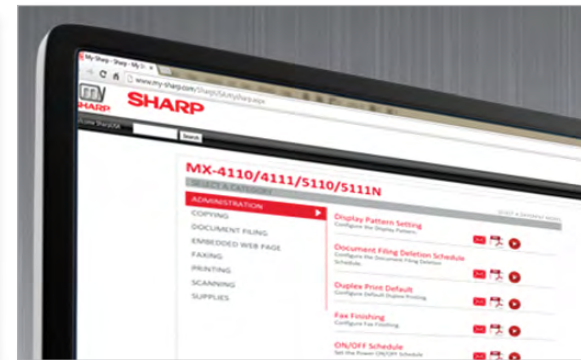 My Sharp - Sharp - My S
www.my-sharp.com/SharpUSA/mysharp.aspx
my
SHARP
SHARP
Search
MX-4110/4111/5110/5111N
SELECT A CATEGORY
SELECT A DIFFERENT MODEL
ADMINISTRATION
COPYING
DOCUMENT FILING
EMBEDDED WEB PAGE
FAXING
PRINTING
SCANNING
SUPPLIES
Display Pattern Setting
Configure the Display Pattern.
Document Filing Deletion Schedule
Configure the Document Filing Deletion
Schedule.
Duplex Print Default
Configure Default Duplex Printing
Fax Finishing
Configure Fax Finishing
ON/OFF Schedule
Set the Power ON/OFF Schedule